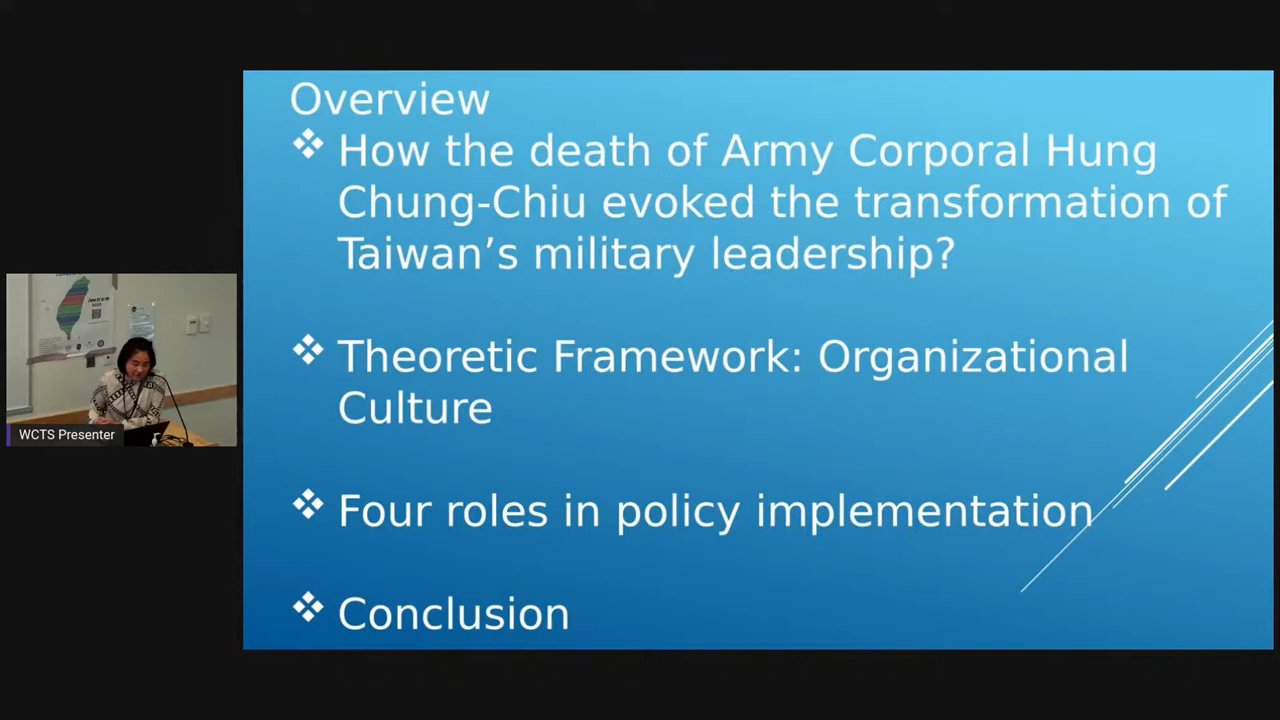 Overview
❖ How the death of Army Corporal Hung
Chung-Chiu evoked the transformation of
Taiwan’s military leadership?
❖ Theoretic Framework: Organizational
Culture
❖ Four roles in policy implementation
❖ Conclusion
WCTS Presenter